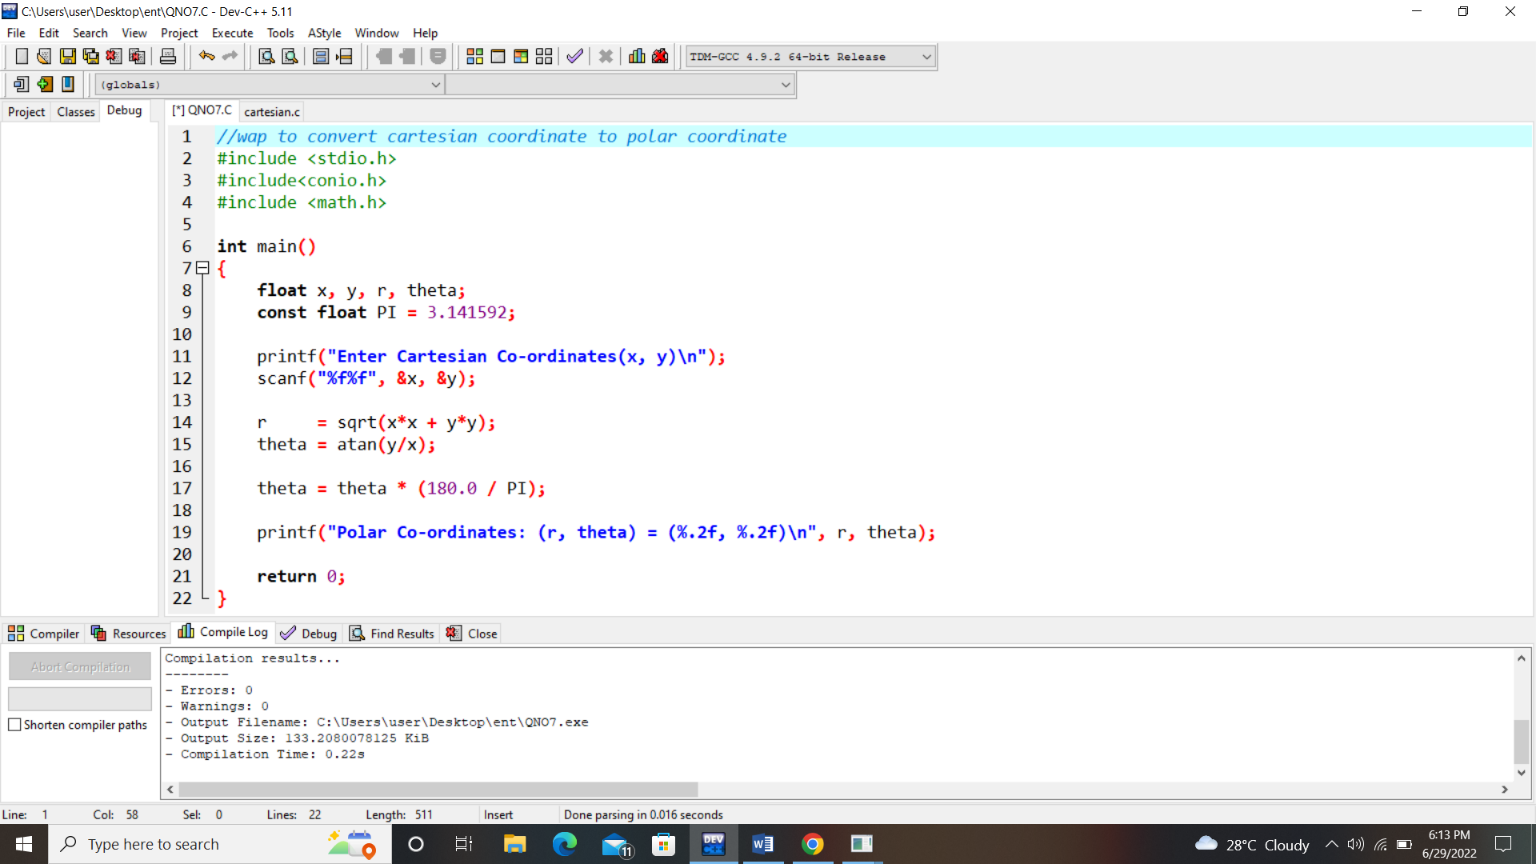 C:\Users\user\Desktop\ent\QNO7.C - Dev-C++ 5.11
File Edit Search View Project Execute Tools AStyle Window Help
TDM-GCC 4.9.2 64-bit Release
(globals)
Project Classes Debug [*] QNO7.C cartesian.c
1 //wap to convert cartesian coordinate to polar coordinate
2 #include <stdio.h>
3 #include<conio.h>
4 #include <math.h>
5
6 int main()
7 {
8 float x, y, r, theta;
9 const float PI = 3.141592;
10
11 printf("Enter Cartesian Co-ordinates(x, y)\n");
12 scanf("%f%f", &x, &y);
13
14 r = sqrt(x*x + y*y);
15 theta = atan(y/x);
16
17 theta = theta * (180.0 / PI);
18
19 printf("Polar Co-ordinates: (r, theta) = (%.2f, %.2f)\n", r, theta);
20
21 return 0;
22 }
Compiler Resources Compile Log Debug Find Results Close
Abort Compilation
Shorten compiler paths
Compilation results...
--------
- Errors: 0
- Warnings: 0
- Output Filename: C:\Users\user\Desktop\ent\QNO7.exe
- Output Size: 133.2080078125 KiB
- Compilation Time: 0.22s
Line: 1 Col: 58 Sel: 0 Lines: 22 Length: 511 Insert Done parsing in 0.016 seconds
Type here to search
11
DEV
W
28°C Cloudy
6:13 PM
6/29/2022